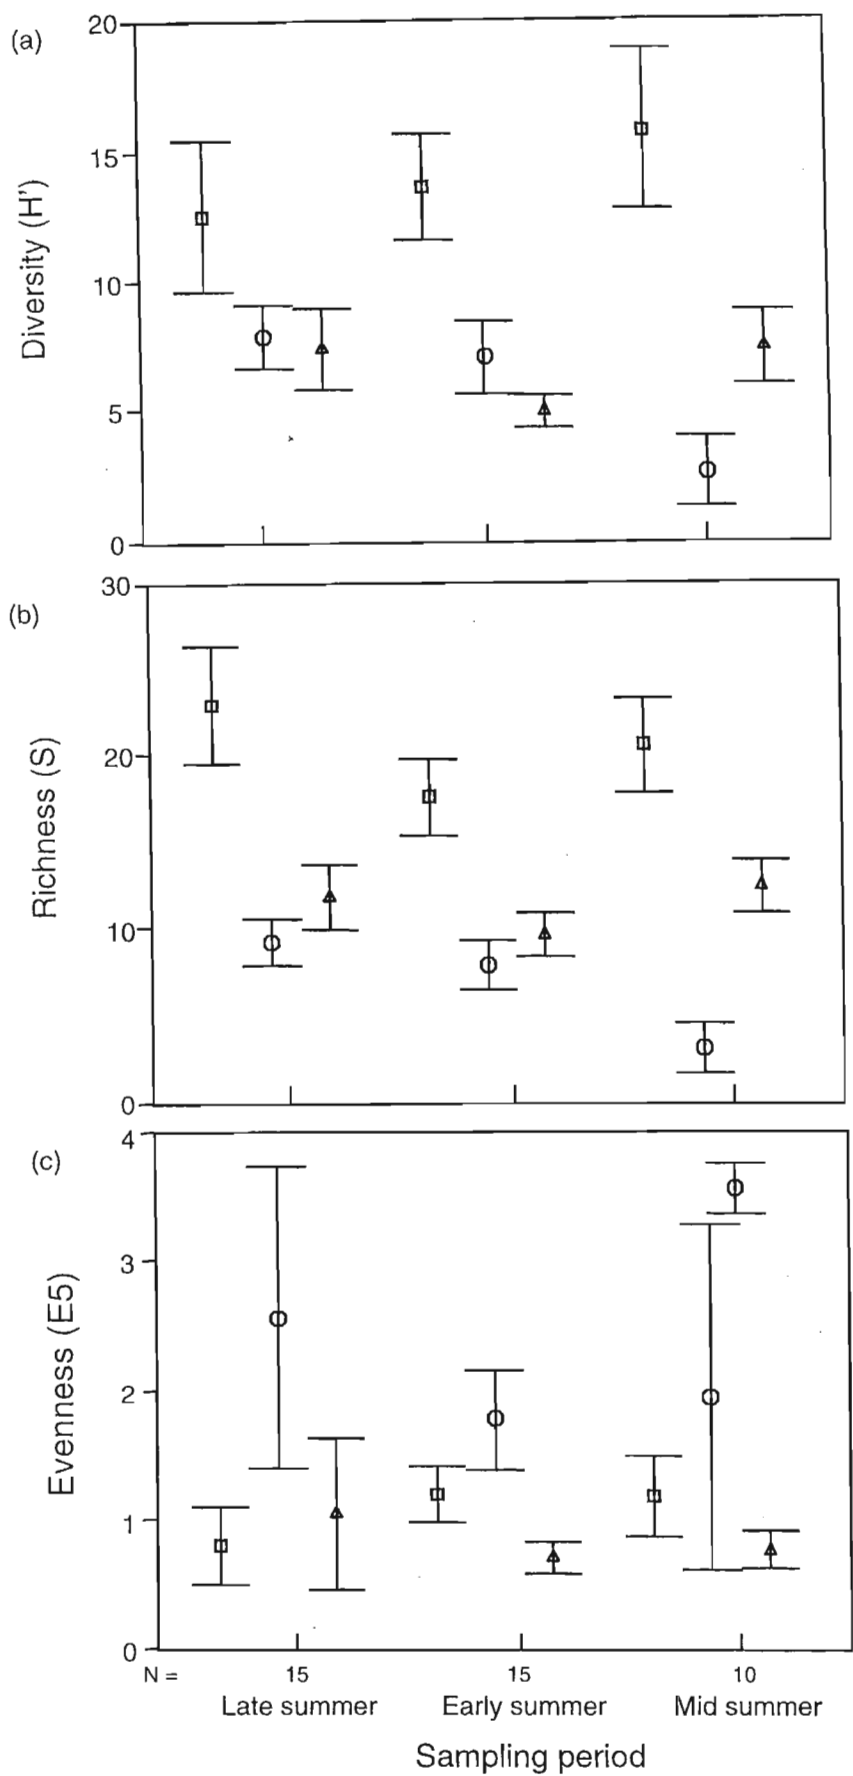 (a)
Diversity (H')
20
15
10
5
0
(b)
Richness (S)
30
20
10
0
(c)
Evenness (E5)
4
3
2
1
0
N = 15 15 10
Late summer Early summer Mid summer
Sampling period